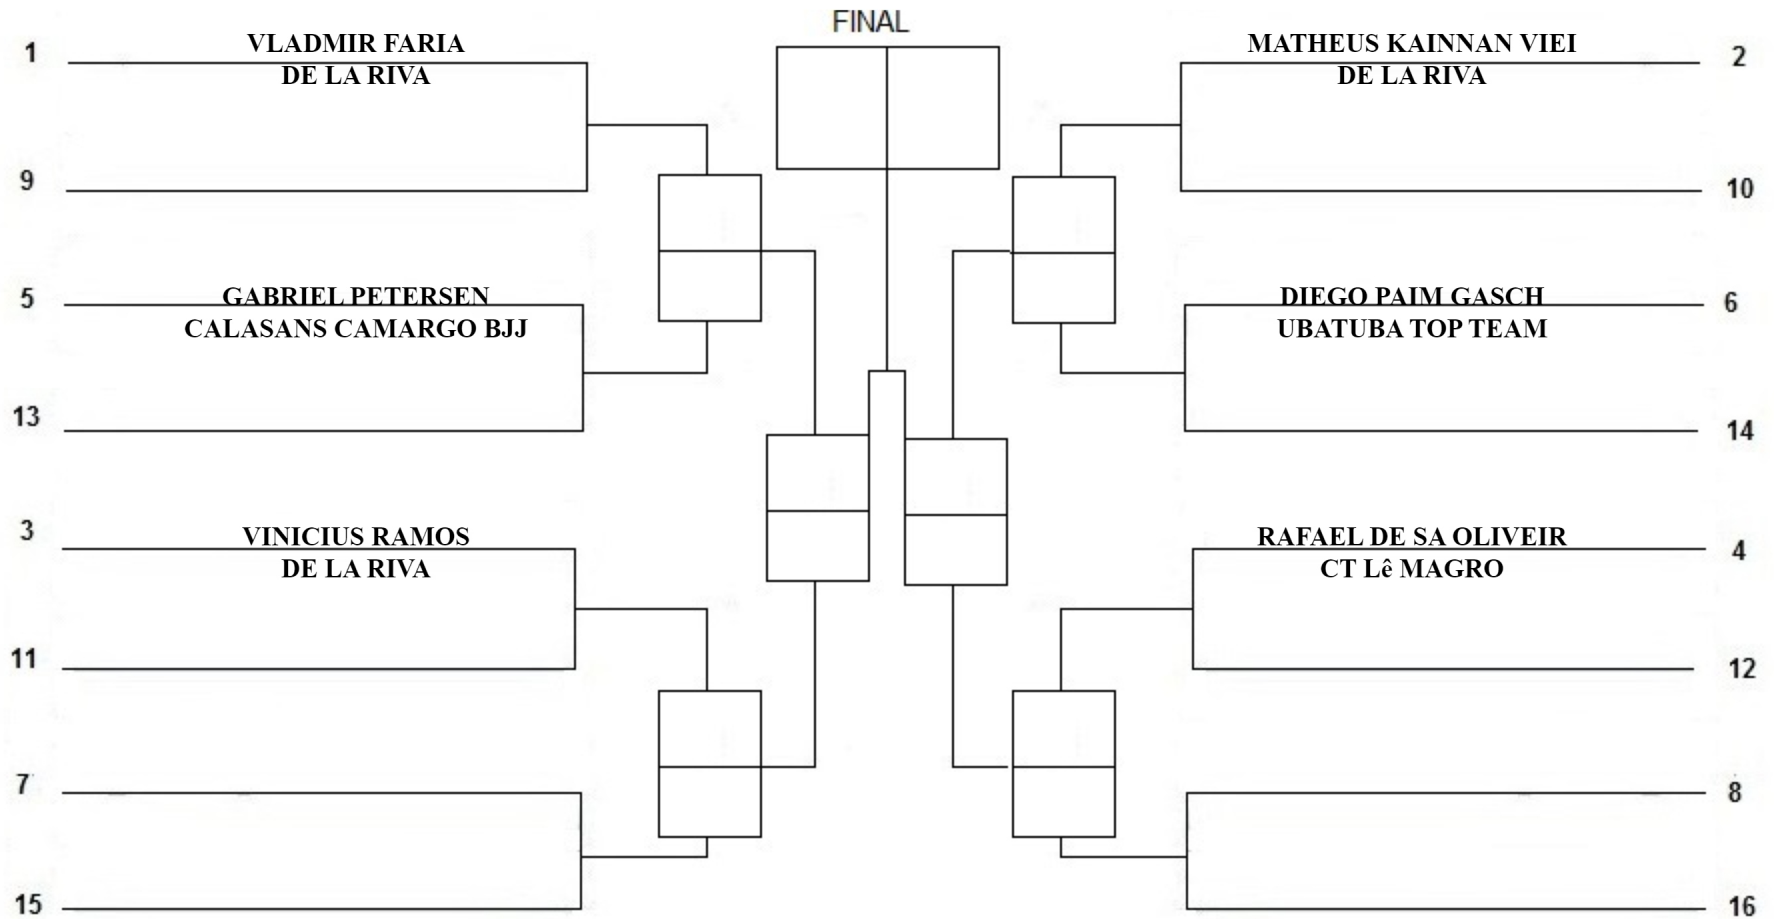 FINAL
1
VLADMIR FARIA
DE LA RIVA
9
5
GABRIEL PETERSEN
CALASANS CAMARGO BJJ
13
3
VINICIUS RAMOS
DE LA RIVA
11
7
15
MATHEUS KAINNAN VIEI
DE LA RIVA
2
10
DIEGO PAIM GASCH
UBATUBA TOP TEAM
6
14
RAFAEL DE SA OLIVEIR
CT Lê MAGRO
4
12
8
16